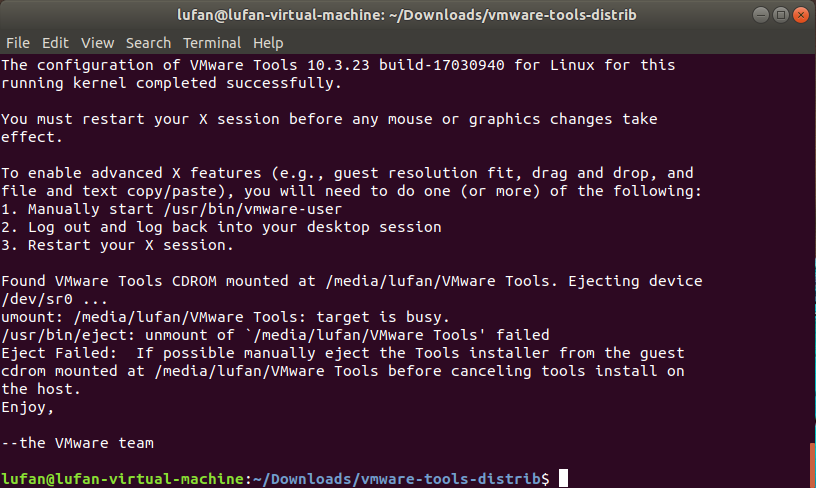 lufan@lufan-virtual-machine: ~/Downloads/vmware-tools-distrib
File Edit View Search Terminal Help
The configuration of VMware Tools 10.3.23 build-17030940 for Linux for this
running kernel completed successfully.
You must restart your X session before any mouse or graphics changes take
effect.
To enable advanced X features (e.g., guest resolution fit, drag and drop, and
file and text copy/paste), you will need to do one (or more) of the following:
1. Manually start /usr/bin/vmware-user
2. Log out and log back into your desktop session
3. Restart your X session.
Found VMware Tools CDROM mounted at /media/lufan/VMware Tools. Ejecting device
/dev/sr0 ...
umount: /media/lufan/VMware Tools: target is busy.
/usr/bin/eject: unmount of `/media/lufan/VMware Tools' failed
Eject Failed:  If possible manually eject the Tools installer from the guest
cdrom mounted at /media/lufan/VMware Tools before canceling tools install on
the host.
Enjoy,
--the VMware team
lufan@lufan-virtual-machine:~/Downloads/vmware-tools-distrib$